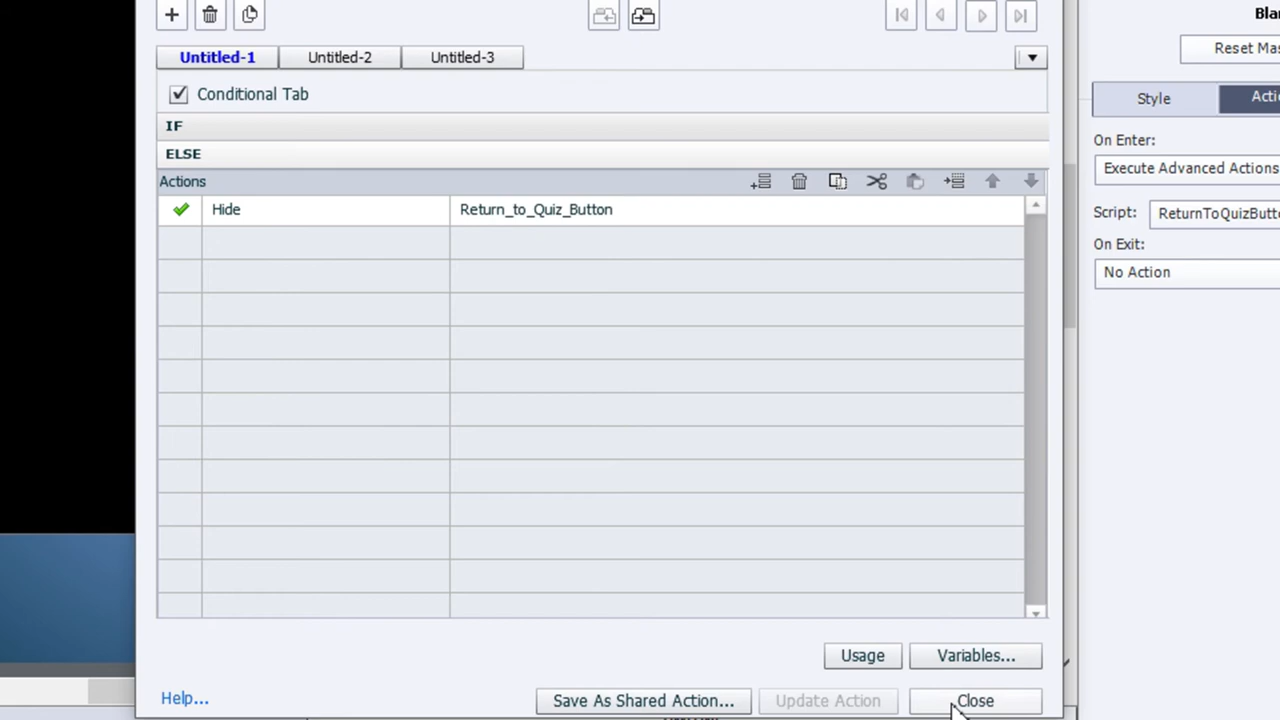 Bla
Reset Mas
Untitled-1 Untitled-2 Untitled-3
Conditional Tab
Style Acti
IF
ELSE
On Enter:
Execute Advanced Actions
Actions
Hide Return_to_Quiz_Button
Script: ReturnToQuizButt
On Exit:
No Action
Usage Variables...
Help... Save As Shared Action... Update Action Close